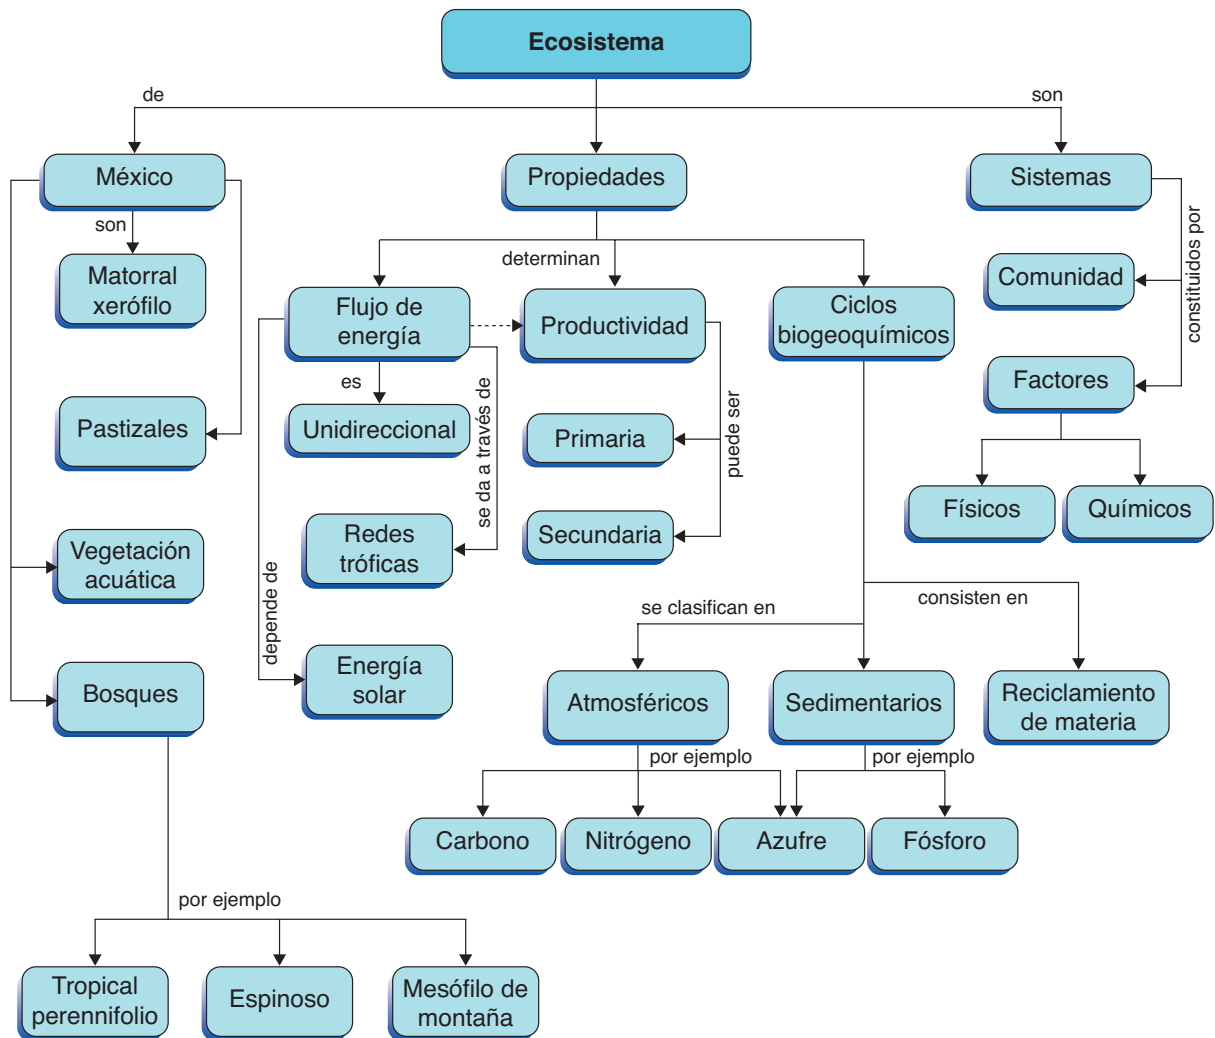 Ecosistema
de
son
México
Propiedades
Sistemas
son
determinan
constituidos por
Matorral
xerófilo
Flujo de
energía
Productividad
Ciclos
biogeoquímicos
Comunidad
es
se da a través de
puede ser
Factores
Pastizales
Unidireccional
Primaria
Físicos
Químicos
Vegetación
acuática
Redes
tróficas
Secundaria
depende de
se clasifican en
consisten en
Bosques
Energía
solar
Atmosféricos
Sedimentarios
Reciclamiento
de materia
por ejemplo
por ejemplo
Carbono
Nitrógeno
Azufre
Fósforo
por ejemplo
Tropical
perennifolio
Espinoso
Mesófilo de
montaña